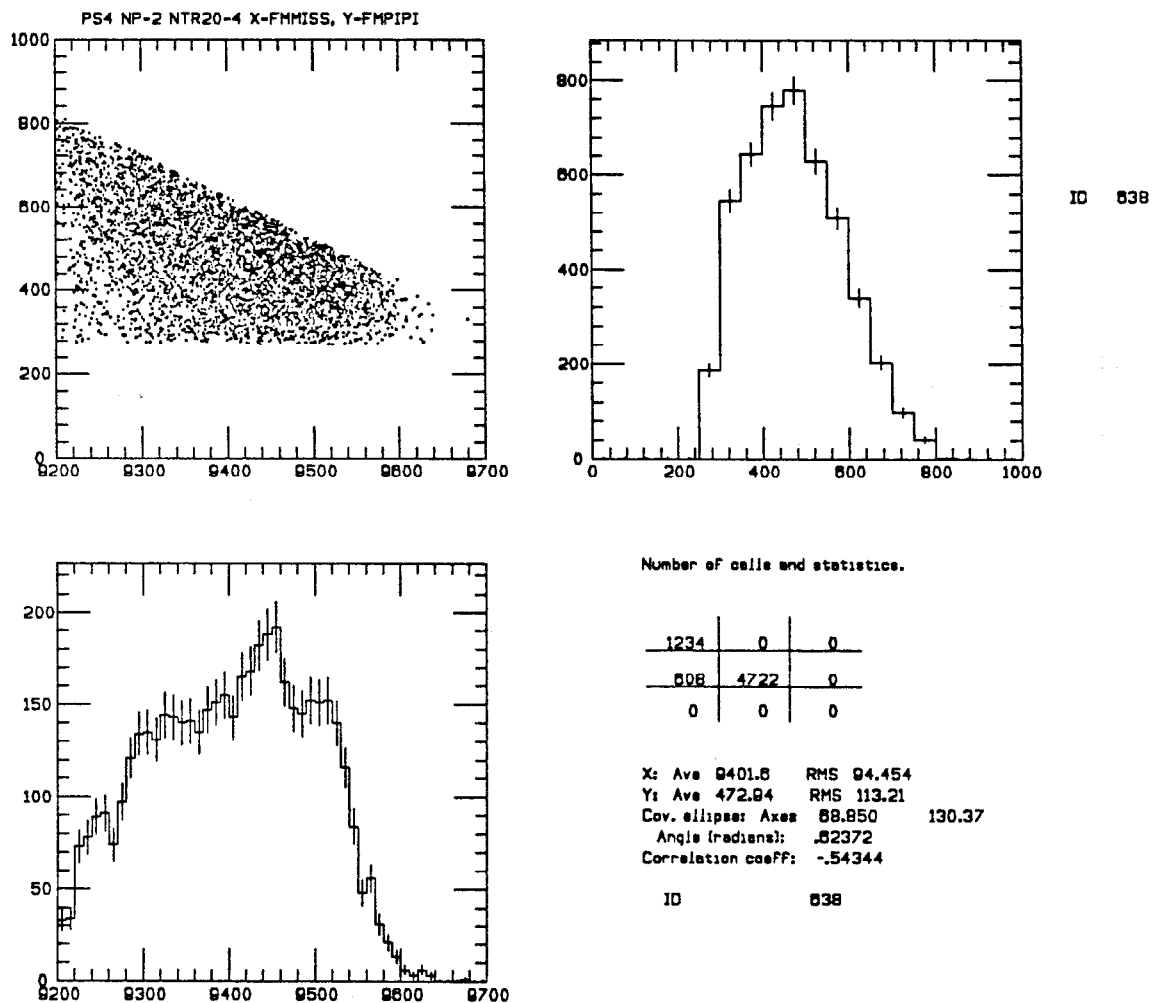 PS4 NP-2 NTR20-4 X-FMMISS, Y-FMPIPI
1000
800
600
400
200
0
9200 9300 9400 9500 9600 9700
800
600
400
200
0
0 200 400 600 800 1000
ID 638
200
150
100
50
0
9200 9300 9400 9500 9600 9700
Number of cells and statistics.
1234 0 0
608 4722 0
0 0 0
X: Ave 9401.6 RMS 94.454
Y: Ave 472.94 RMS 113.21
Cov. ellipse: Axes 68.850 130.37
Angle (radians): .62372
Correlation coeff: -.54344
ID 638